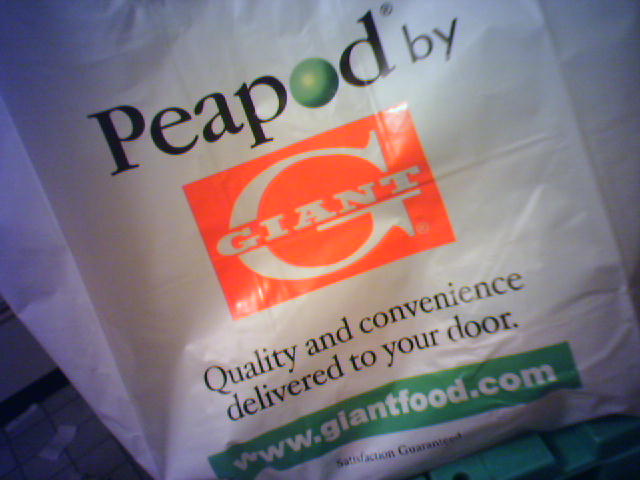 Peapod® by
GIANT®
Quality and convenience
delivered to your door.
www.giantfood.com
Satisfaction Guaranteed